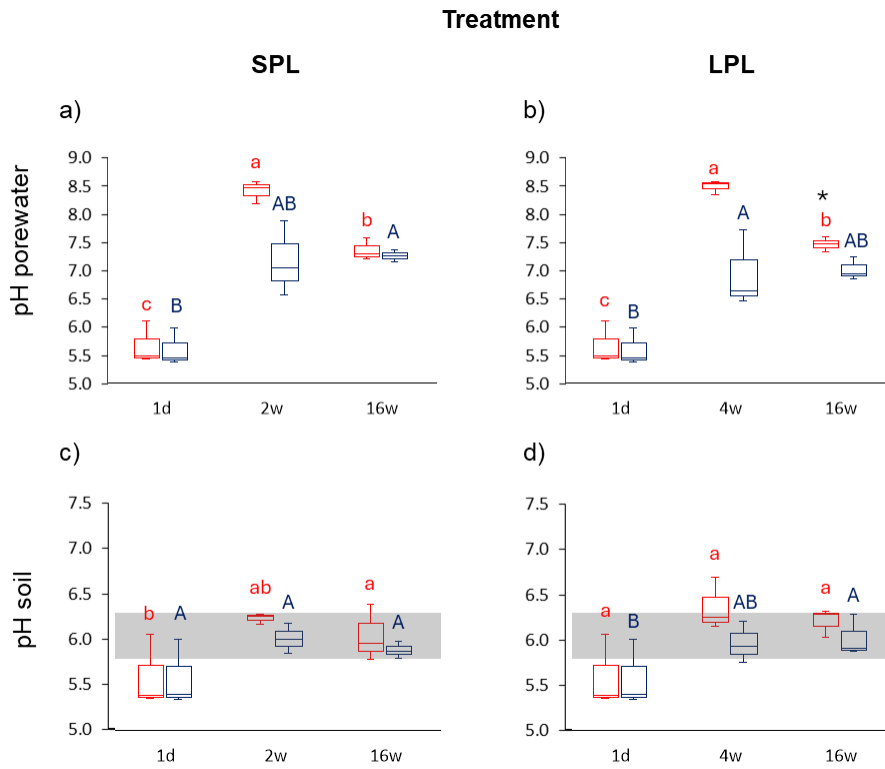 Treatment
SPL LPL
a) b)
pH porewater
9.0 8.5 8.0 7.5 7.0 6.5 6.0 5.5 5.0
c B a AB b A
1d 2w 16w
9.0 8.5 8.0 7.5 7.0 6.5 6.0 5.5 5.0
c B a A * b AB
1d 4w 16w
c) d)
pH soil
7.5 7.0 6.5 6.0 5.5 5.0
b A ab A a A
1d 2w 16w
7.5 7.0 6.5 6.0 5.5 5.0
a B a AB a A
1d 4w 16w